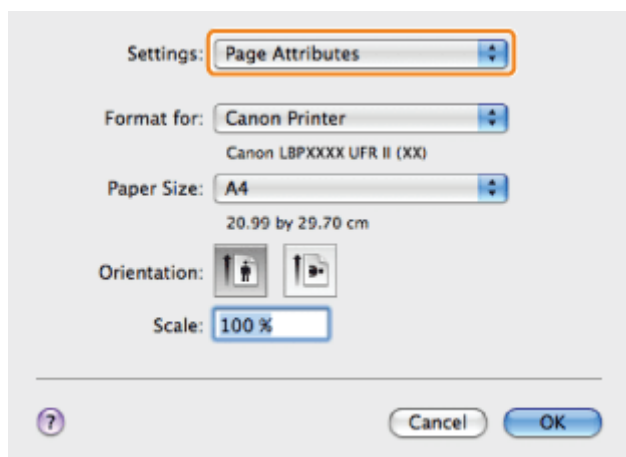 Settings: Page Attributes
Format for: Canon Printer
Canon LBPXXXX UFR II (XX)
Paper Size: A4
20.99 by 29.70 cm
Orientation:
Scale: 100 %
? Cancel OK